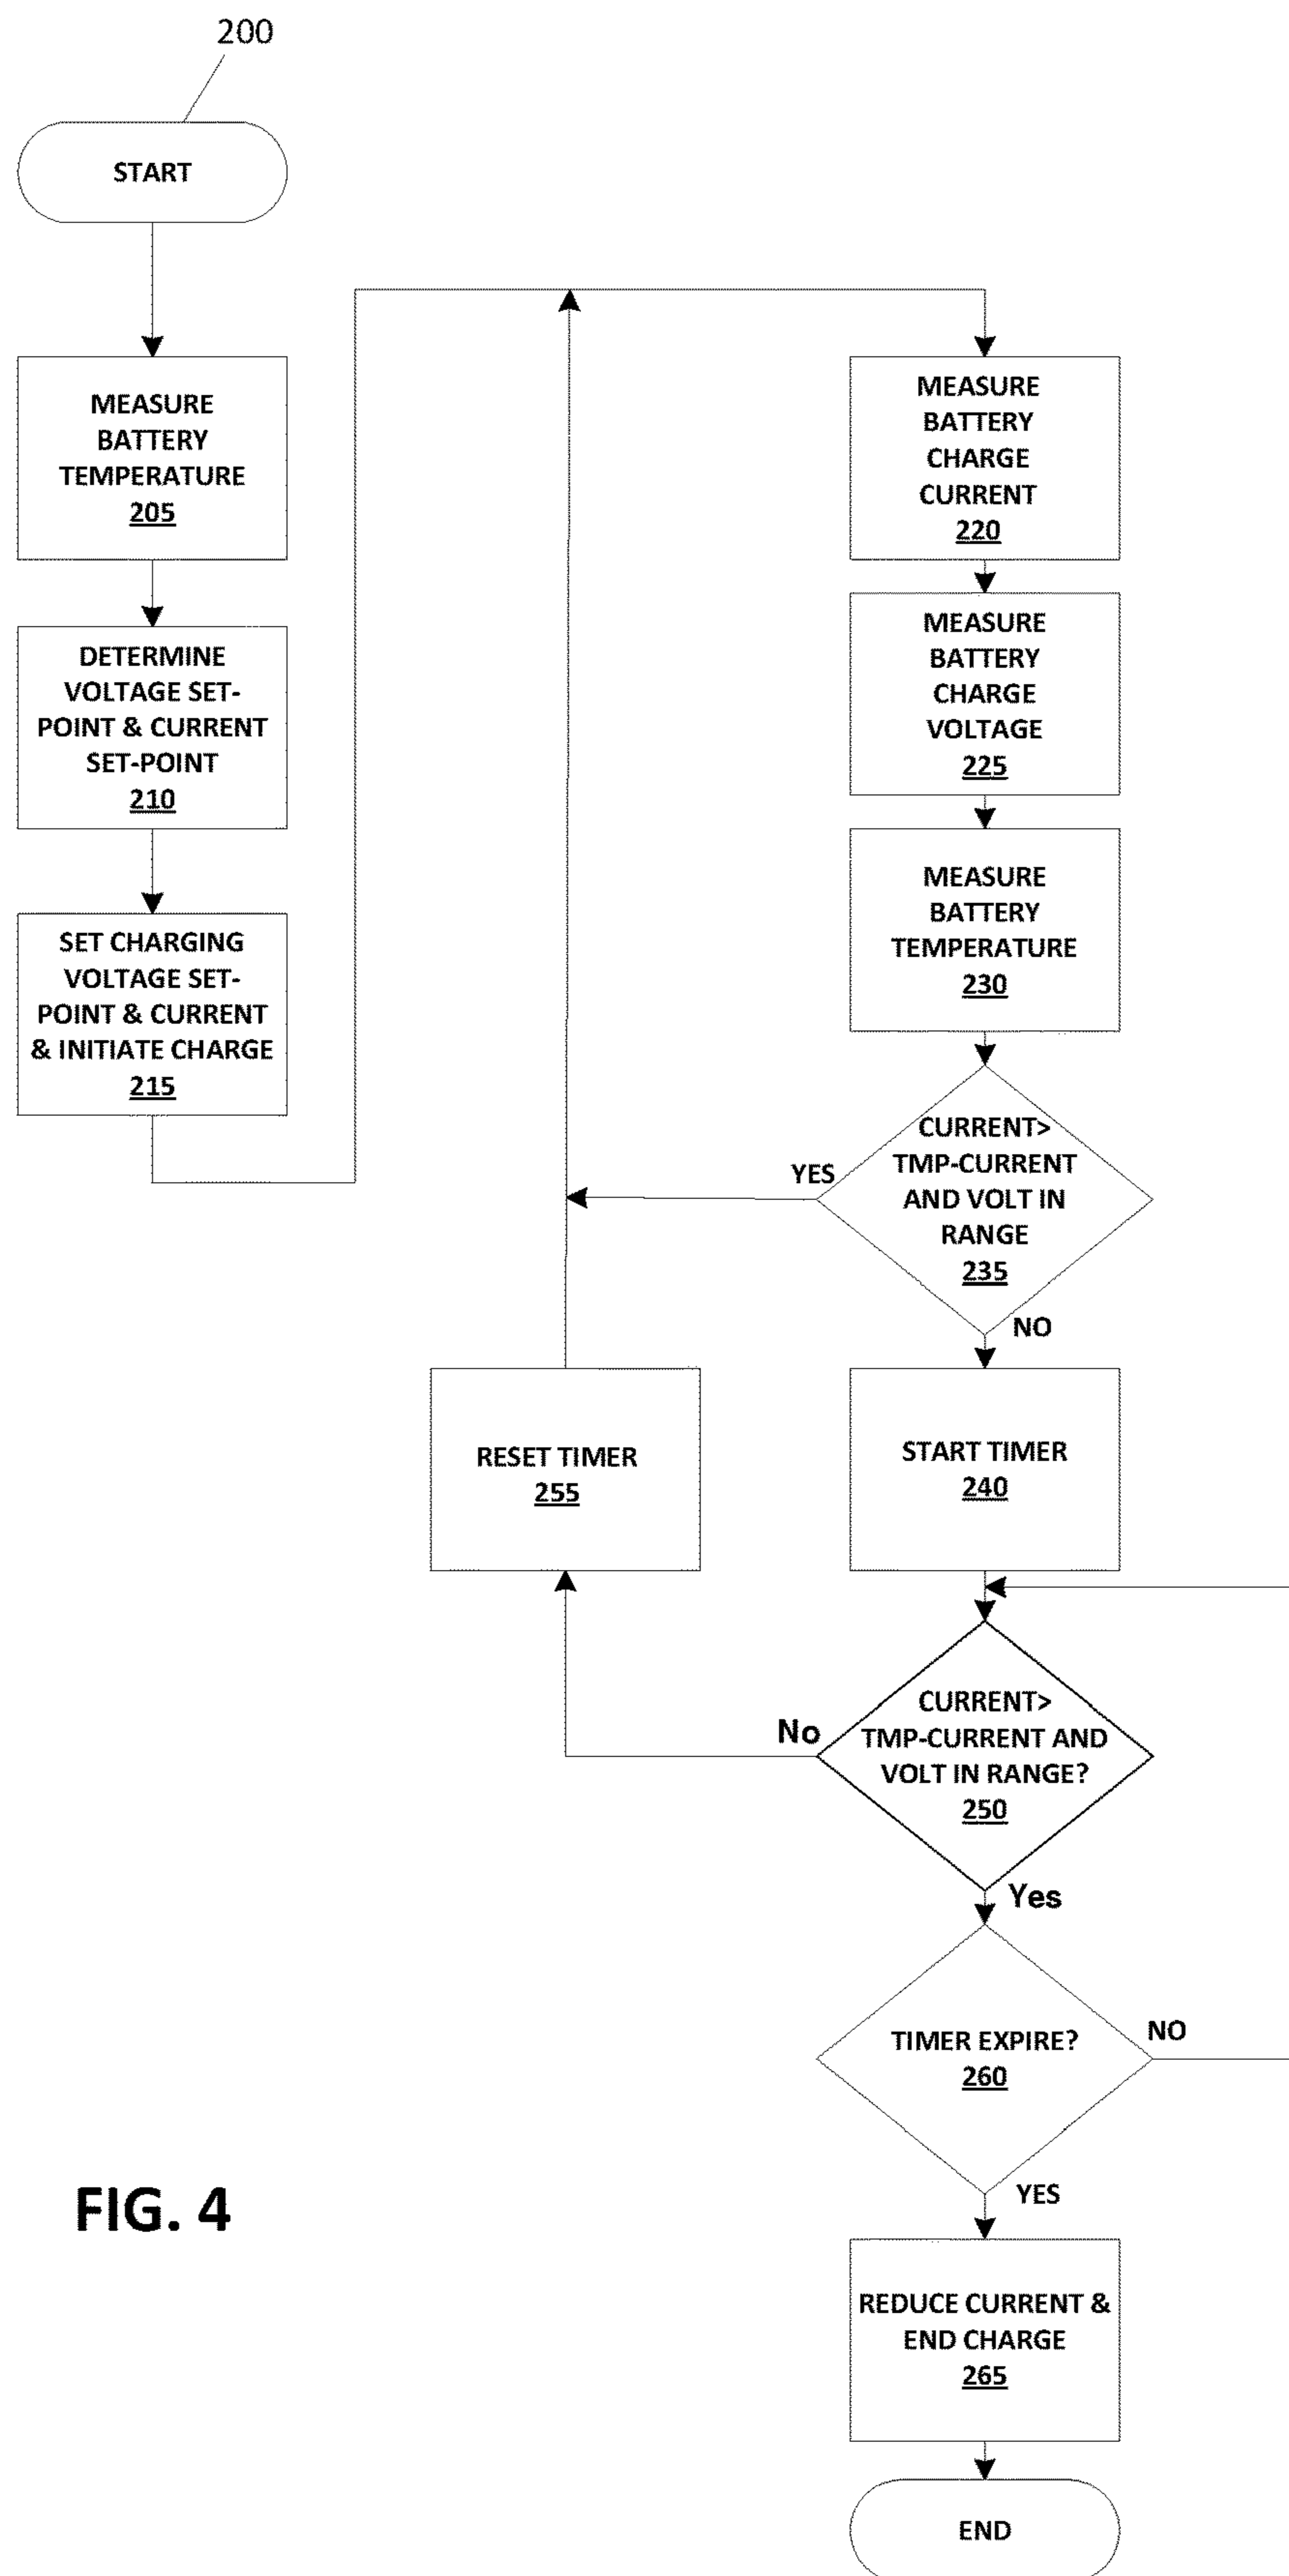 200
START
MEASURE
BATTERY
TEMPERATURE
205
DETERMINE
VOLTAGE SET-
POINT & CURRENT
SET-POINT
210
SET CHARGING
VOLTAGE SET-
POINT & CURRENT
& INITIATE CHARGE
215
MEASURE
BATTERY
CHARGE
CURRENT
220
MEASURE
BATTERY
CHARGE
VOLTAGE
225
MEASURE
BATTERY
TEMPERATURE
230
CURRENT>
TMP-CURRENT
AND VOLT IN
RANGE
235
YES
NO
START TIMER
240
RESET TIMER
255
CURRENT>
TMP-CURRENT AND
VOLT IN RANGE?
250
No
Yes
TIMER EXPIRE?
260
NO
YES
REDUCE CURRENT &
END CHARGE
265
END
FIG. 4